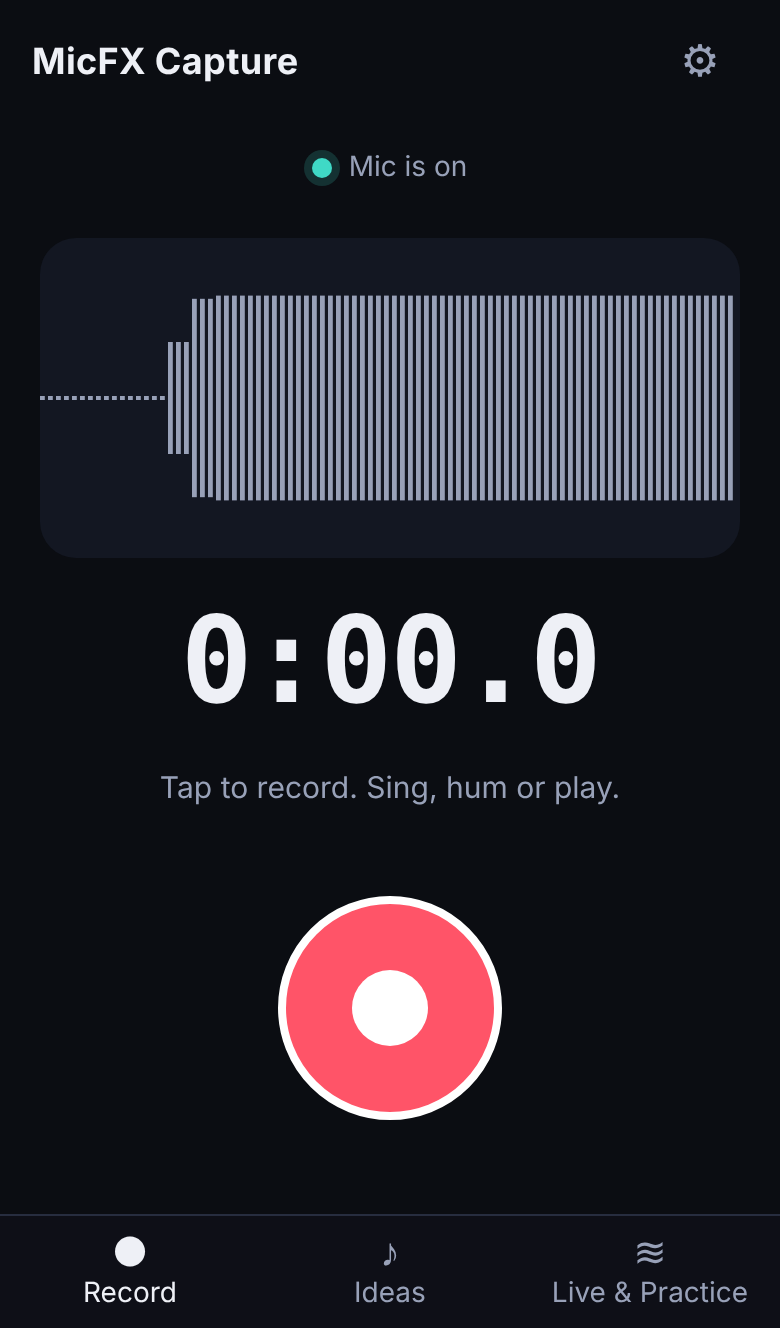 MicFX Capture
Mic is on
0:00.0
Tap to record. Sing, hum or play.
Record
Ideas
Live & Practice